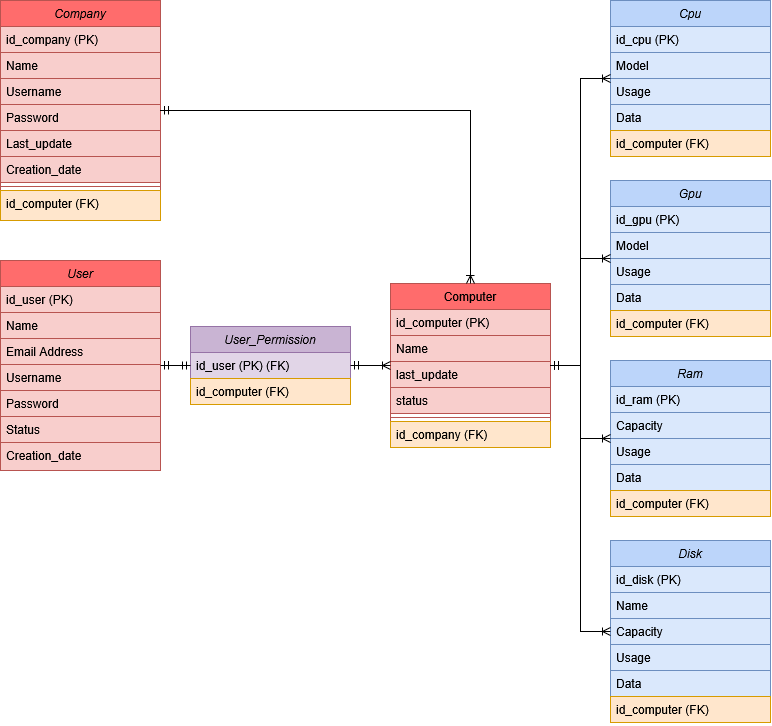 Company
id_company (PK)
Name
Username
Password
Last_update
Creation_date
id_computer (FK)
User
id_user (PK)
Name
Email Address
Username
Password
Status
Creation_date
User_Permission
id_user (PK) (FK)
id_computer (FK)
Computer
id_computer (PK)
Name
last_update
status
id_company (FK)
Cpu
id_cpu (PK)
Model
Usage
Data
id_computer (FK)
Gpu
id_gpu (PK)
Model
Usage
Data
id_computer (FK)
Ram
id_ram (PK)
Capacity
Usage
Data
id_computer (FK)
Disk
id_disk (PK)
Name
Capacity
Usage
Data
id_computer (FK)